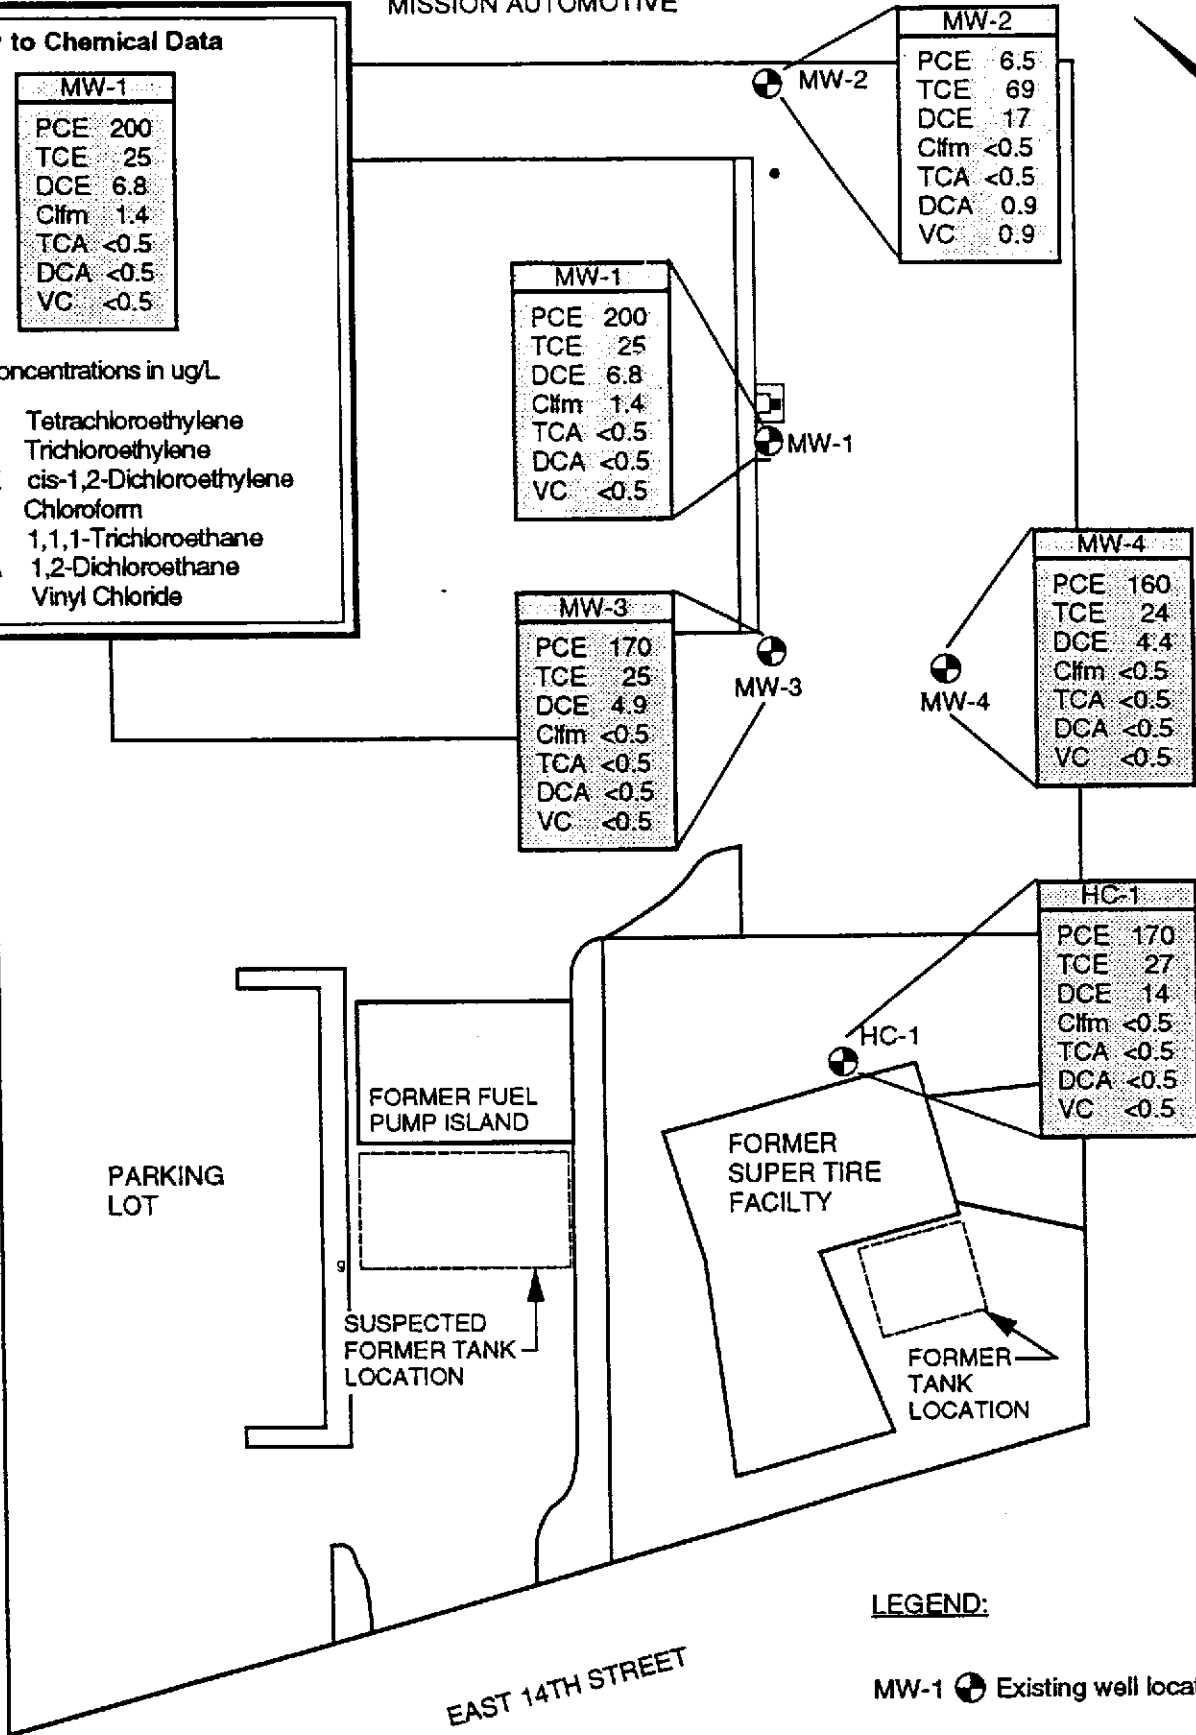 MISSION AUTOMOTIVE
to Chemical Data
MW-1
PCE 200
TCE 25
DCE 6.8
Clfm 1.4
TCA <0.5
DCA <0.5
VC <0.5
oncentrations in ug/L
Tetrachloroethylene
Trichloroethylene
cis-1,2-Dichloroethylene
Chloroform
1,1,1-Trichloroethane
1,2-Dichloroethane
Vinyl Chloride
MW-2
MW-2
PCE 6.5
TCE 69
DCE 17
Clfm <0.5
TCA <0.5
DCA 0.9
VC 0.9
MW-1
PCE 200
TCE 25
DCE 6.8
Clfm 1.4
TCA <0.5
DCA <0.5
VC <0.5
MW-1
MW-3
PCE 170
TCE 25
DCE 4.9
Clfm <0.5
TCA <0.5
DCA <0.5
VC <0.5
MW-3
MW-4
MW-4
PCE 160
TCE 24
DCE 4.4
Clfm <0.5
TCA <0.5
DCA <0.5
VC <0.5
HC-1
PCE 170
TCE 27
DCE 14
Clfm <0.5
TCA <0.5
DCA <0.5
VC <0.5
HC-1
FORMER FUEL
PUMP ISLAND
PARKING
LOT
g
SUSPECTED
FORMER TANK
LOCATION
FORMER
SUPER TIRE
FACILTY
FORMER
TANK
LOCATION
EAST 14TH STREET
LEGEND:
MW-1 Existing well locat